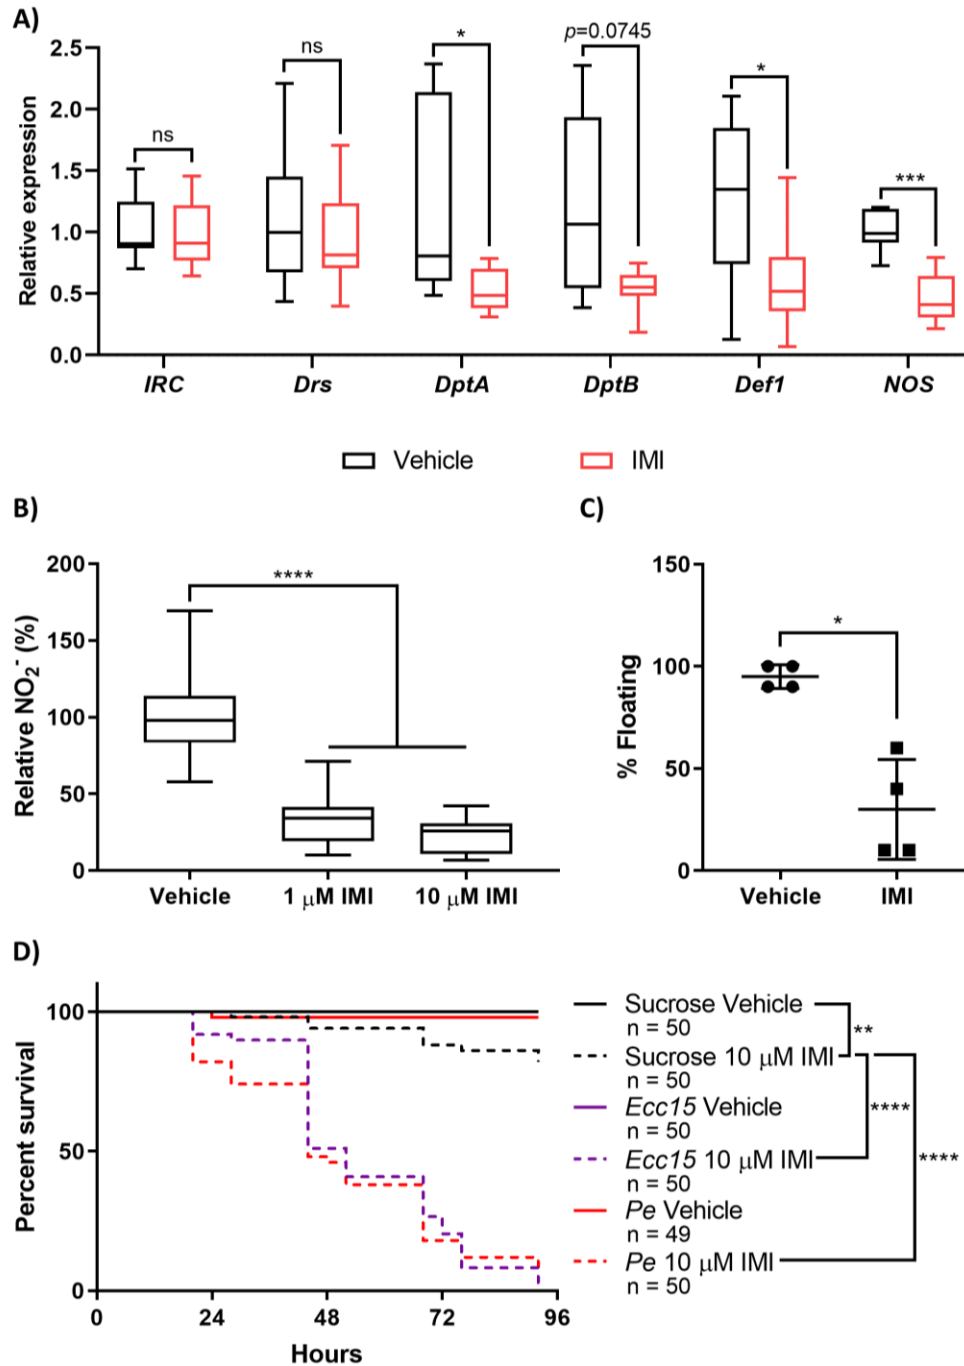 A)
ns
ns
*
p=0.0745
*
***
Relative expression
2.5
2.0
1.5
1.0
0.5
0.0
IRC Drs DptA DptB Def1 NOS
Vehicle IMI
B)
****
Relative NO₂⁻ (%)
200
150
100
50
0
Vehicle 1 μM IMI 10 μM IMI
C)
*
% Floating
150
100
50
0
Vehicle IMI
D)
Percent survival
100
50
0
0 24 48 72 96
Hours
Sucrose Vehicle
n = 50
**
Sucrose 10 μM IMI
n = 50
Ecc15 Vehicle
n = 50
****
Ecc15 10 μM IMI
n = 50
****
Pe Vehicle
n = 49
Pe 10 μM IMI
n = 50